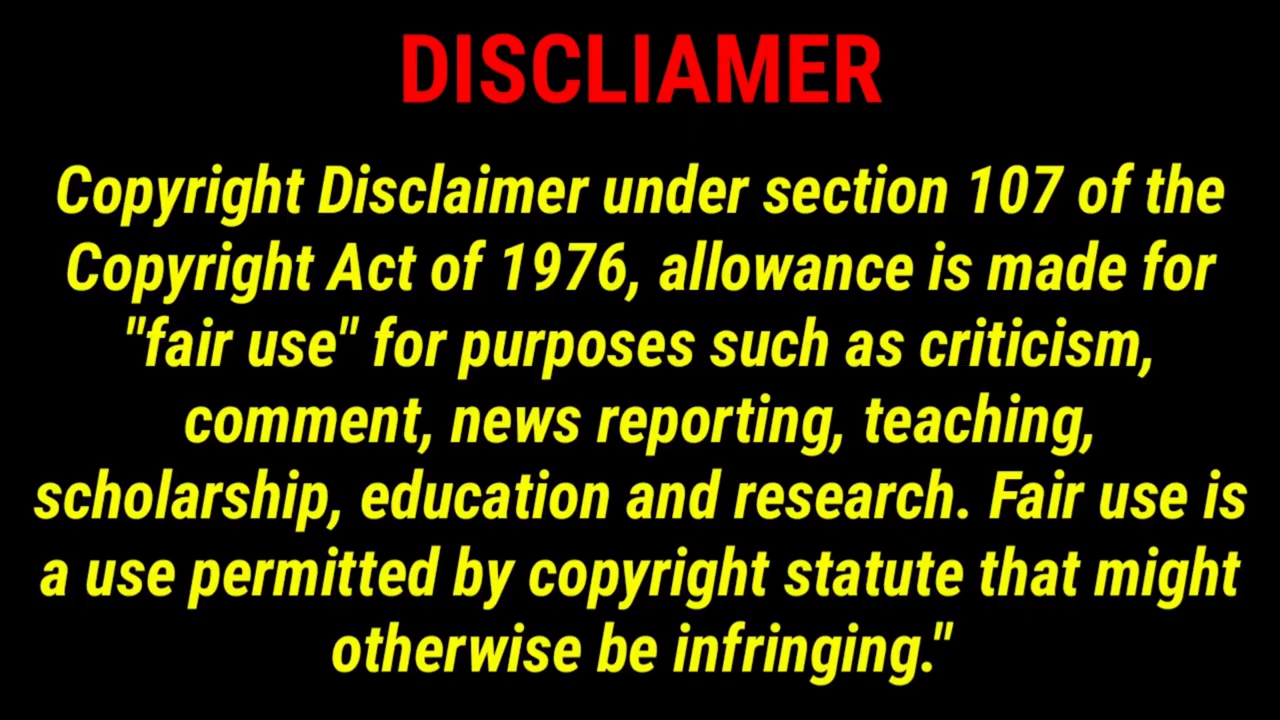 DISCLIAMER
Copyright Disclaimer under section 107 of the
Copyright Act of 1976, allowance is made for
"fair use" for purposes such as criticism,
comment, news reporting, teaching,
scholarship, education and research. Fair use is
a use permitted by copyright statute that might
otherwise be infringing."